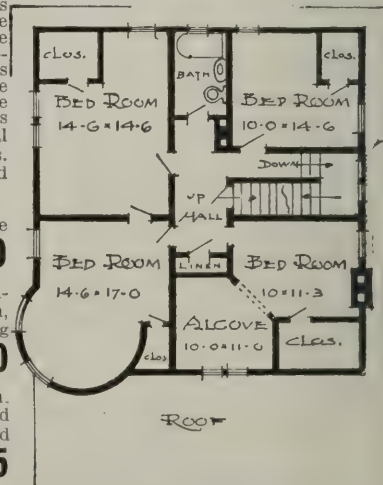 CLOS.
CLOS.
BATH
BED ROOM
14-6 × 14-6
BED ROOM
10-0 × 14-6
DOWN
UP
HALL
BED ROOM
14-6 × 17-0
LINEN
BED ROOM
10 × 11-3
ALCOVE
10-0 × 11-0
CLOS.
CLOS
ROOF